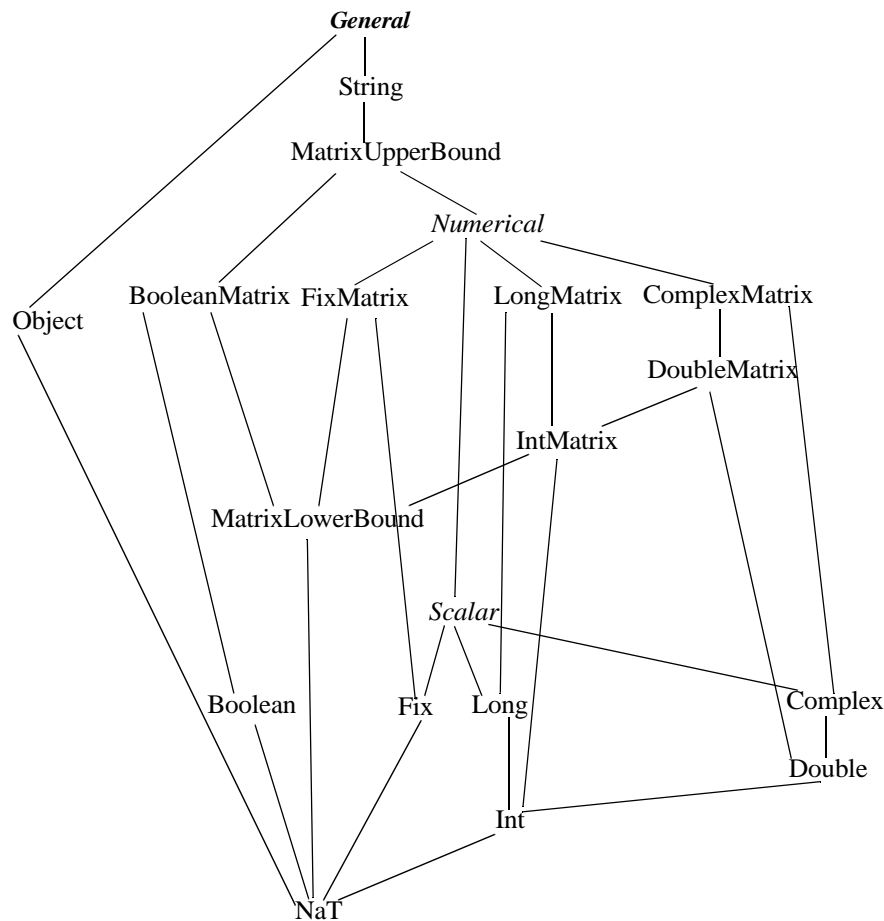 General
String
MatrixUpperBound
Numerical
BooleanMatrix
FixMatrix
LongMatrix
ComplexMatrix
Object
DoubleMatrix
IntMatrix
MatrixLowerBound
Scalar
Boolean
Fix
Long
Complex
Double
Int
NaT